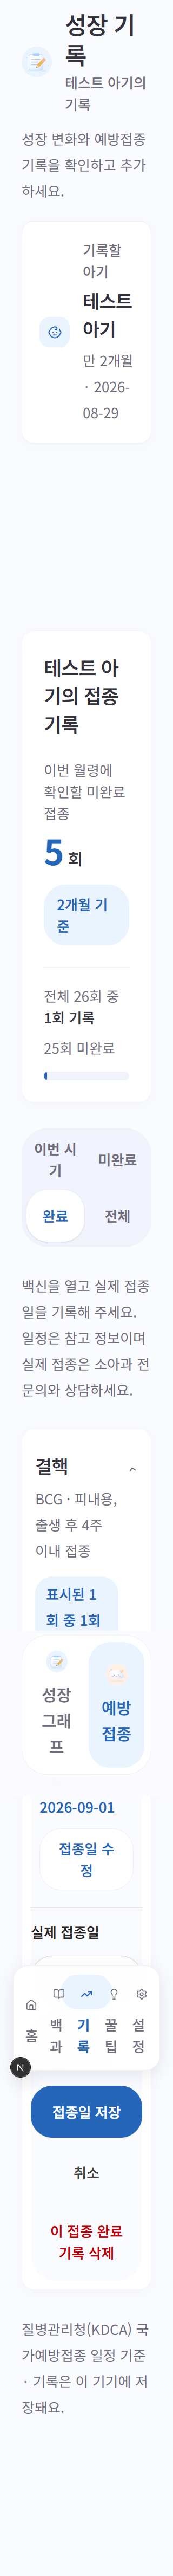 성장 기
록
테스트 아기의
기록
성장 변화와 예방접종
기록을 확인하고 추가
하세요.
기록할
아기
테스트
아기
만 2개월
· 2026-
08-29
테스트 아
기의 접종
기록
이번 월령에
확인할 미완료
접종
5 회
2개월 기
준
전체 26회 중
1회 기록
25회 미완료
이번 시
기
미완료
완료
전체
백신을 열고 실제 접종
일을 기록해 주세요.
일정은 참고 정보이며
실제 접종은 소아과 전
문의와 상담하세요.
결핵
BCG · 피내용,
출생 후 4주
이내 접종
표시된 1
회 중 1회
성장
그래
프
예방
접종
2026-09-01
접종일 수
정
실제 접종일
홈
백
과
기
록
꿀
팁
설
정
N
접종일 저장
취소
이 접종 완료
기록 삭제
질병관리청(KDCA) 국
가예방접종 일정 기준
· 기록은 이 기기에 저
장돼요.